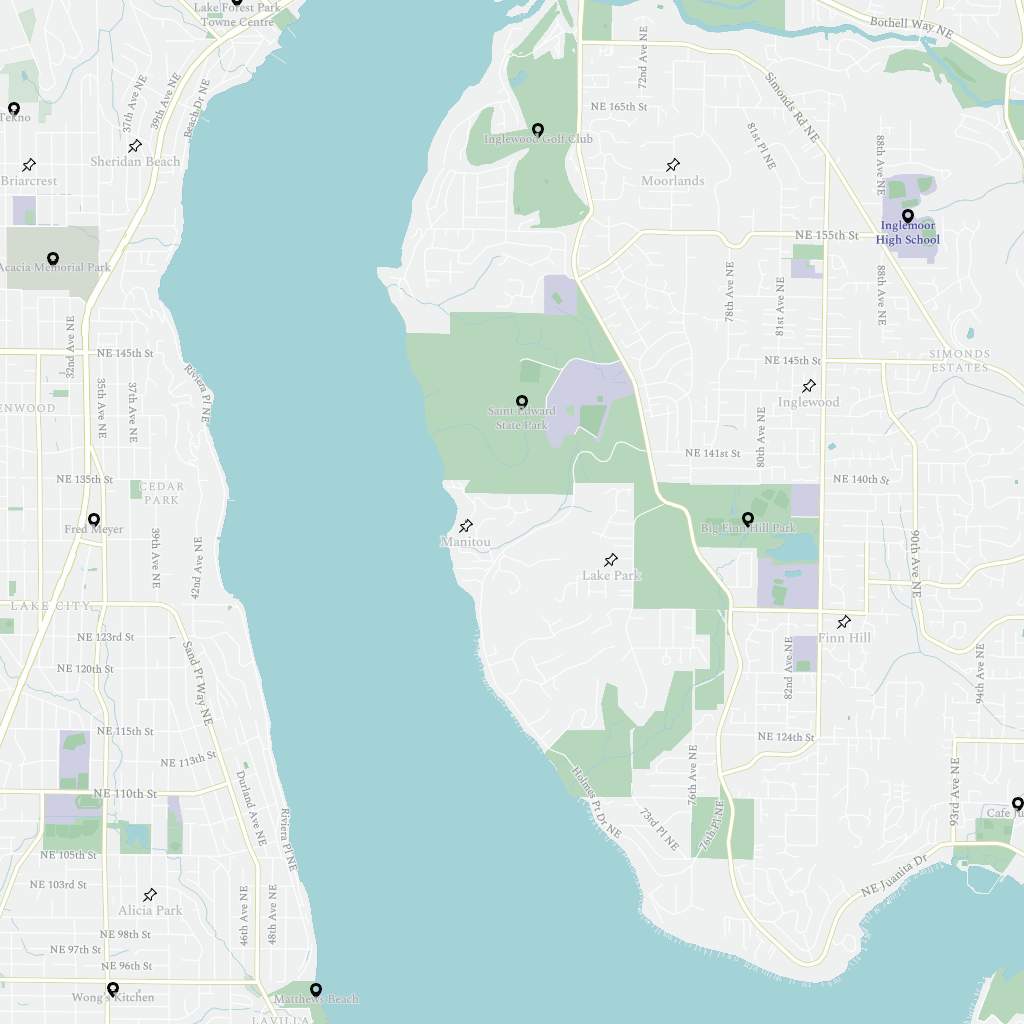 Lake Forest Park
Towne Centre
Bothell Way NE
72nd Ave NE
Simonds Rd NE
37th Ave NE
39th Ave NE
Beach Dr NE
NE 165th St
Tekno
Inglewood Golf Club
81st Pl NE
88th Ave NE
Sheridan Beach
Briarcrest
Moorlands
Inglemoor
High School
NE 155th St
Acacia Memorial Park
78th Ave NE
81st Ave NE
88th Ave NE
32nd Ave NE
NE 145th St
NE 145th St
SIMONDS
ESTATES
Riviera Pl NE
35th Ave NE
37th Ave NE
Inglewood
Saint Edward
State Park
80th Ave NE
NE 141st St
NE 135th St
NE 140th St
CEDAR
PARK
Fred Meyer
Big Finn Hill Park
Manitou
39th Ave NE
42nd Ave NE
90th Ave NE
Lake Park
LAKE CITY
NE 123rd St
Finn Hill
NE 120th St
Sand Pt Way NE
82nd Ave NE
94th Ave NE
NE 115th St
NE 124th St
NE 113th St
NE 110th St
76th Ave NE
Holmes Pt Dr NE
93rd Ave NE
Durland Ave NE
Riviera Pl NE
73rd Pl NE
76th Pl NE
NE 105th St
NE Juanita Dr
NE 103rd St
Alicia Park
46th Ave NE
48th Ave NE
NE 98th St
NE 97th St
NE 96th St
Wong's Kitchen
Matthews Beach